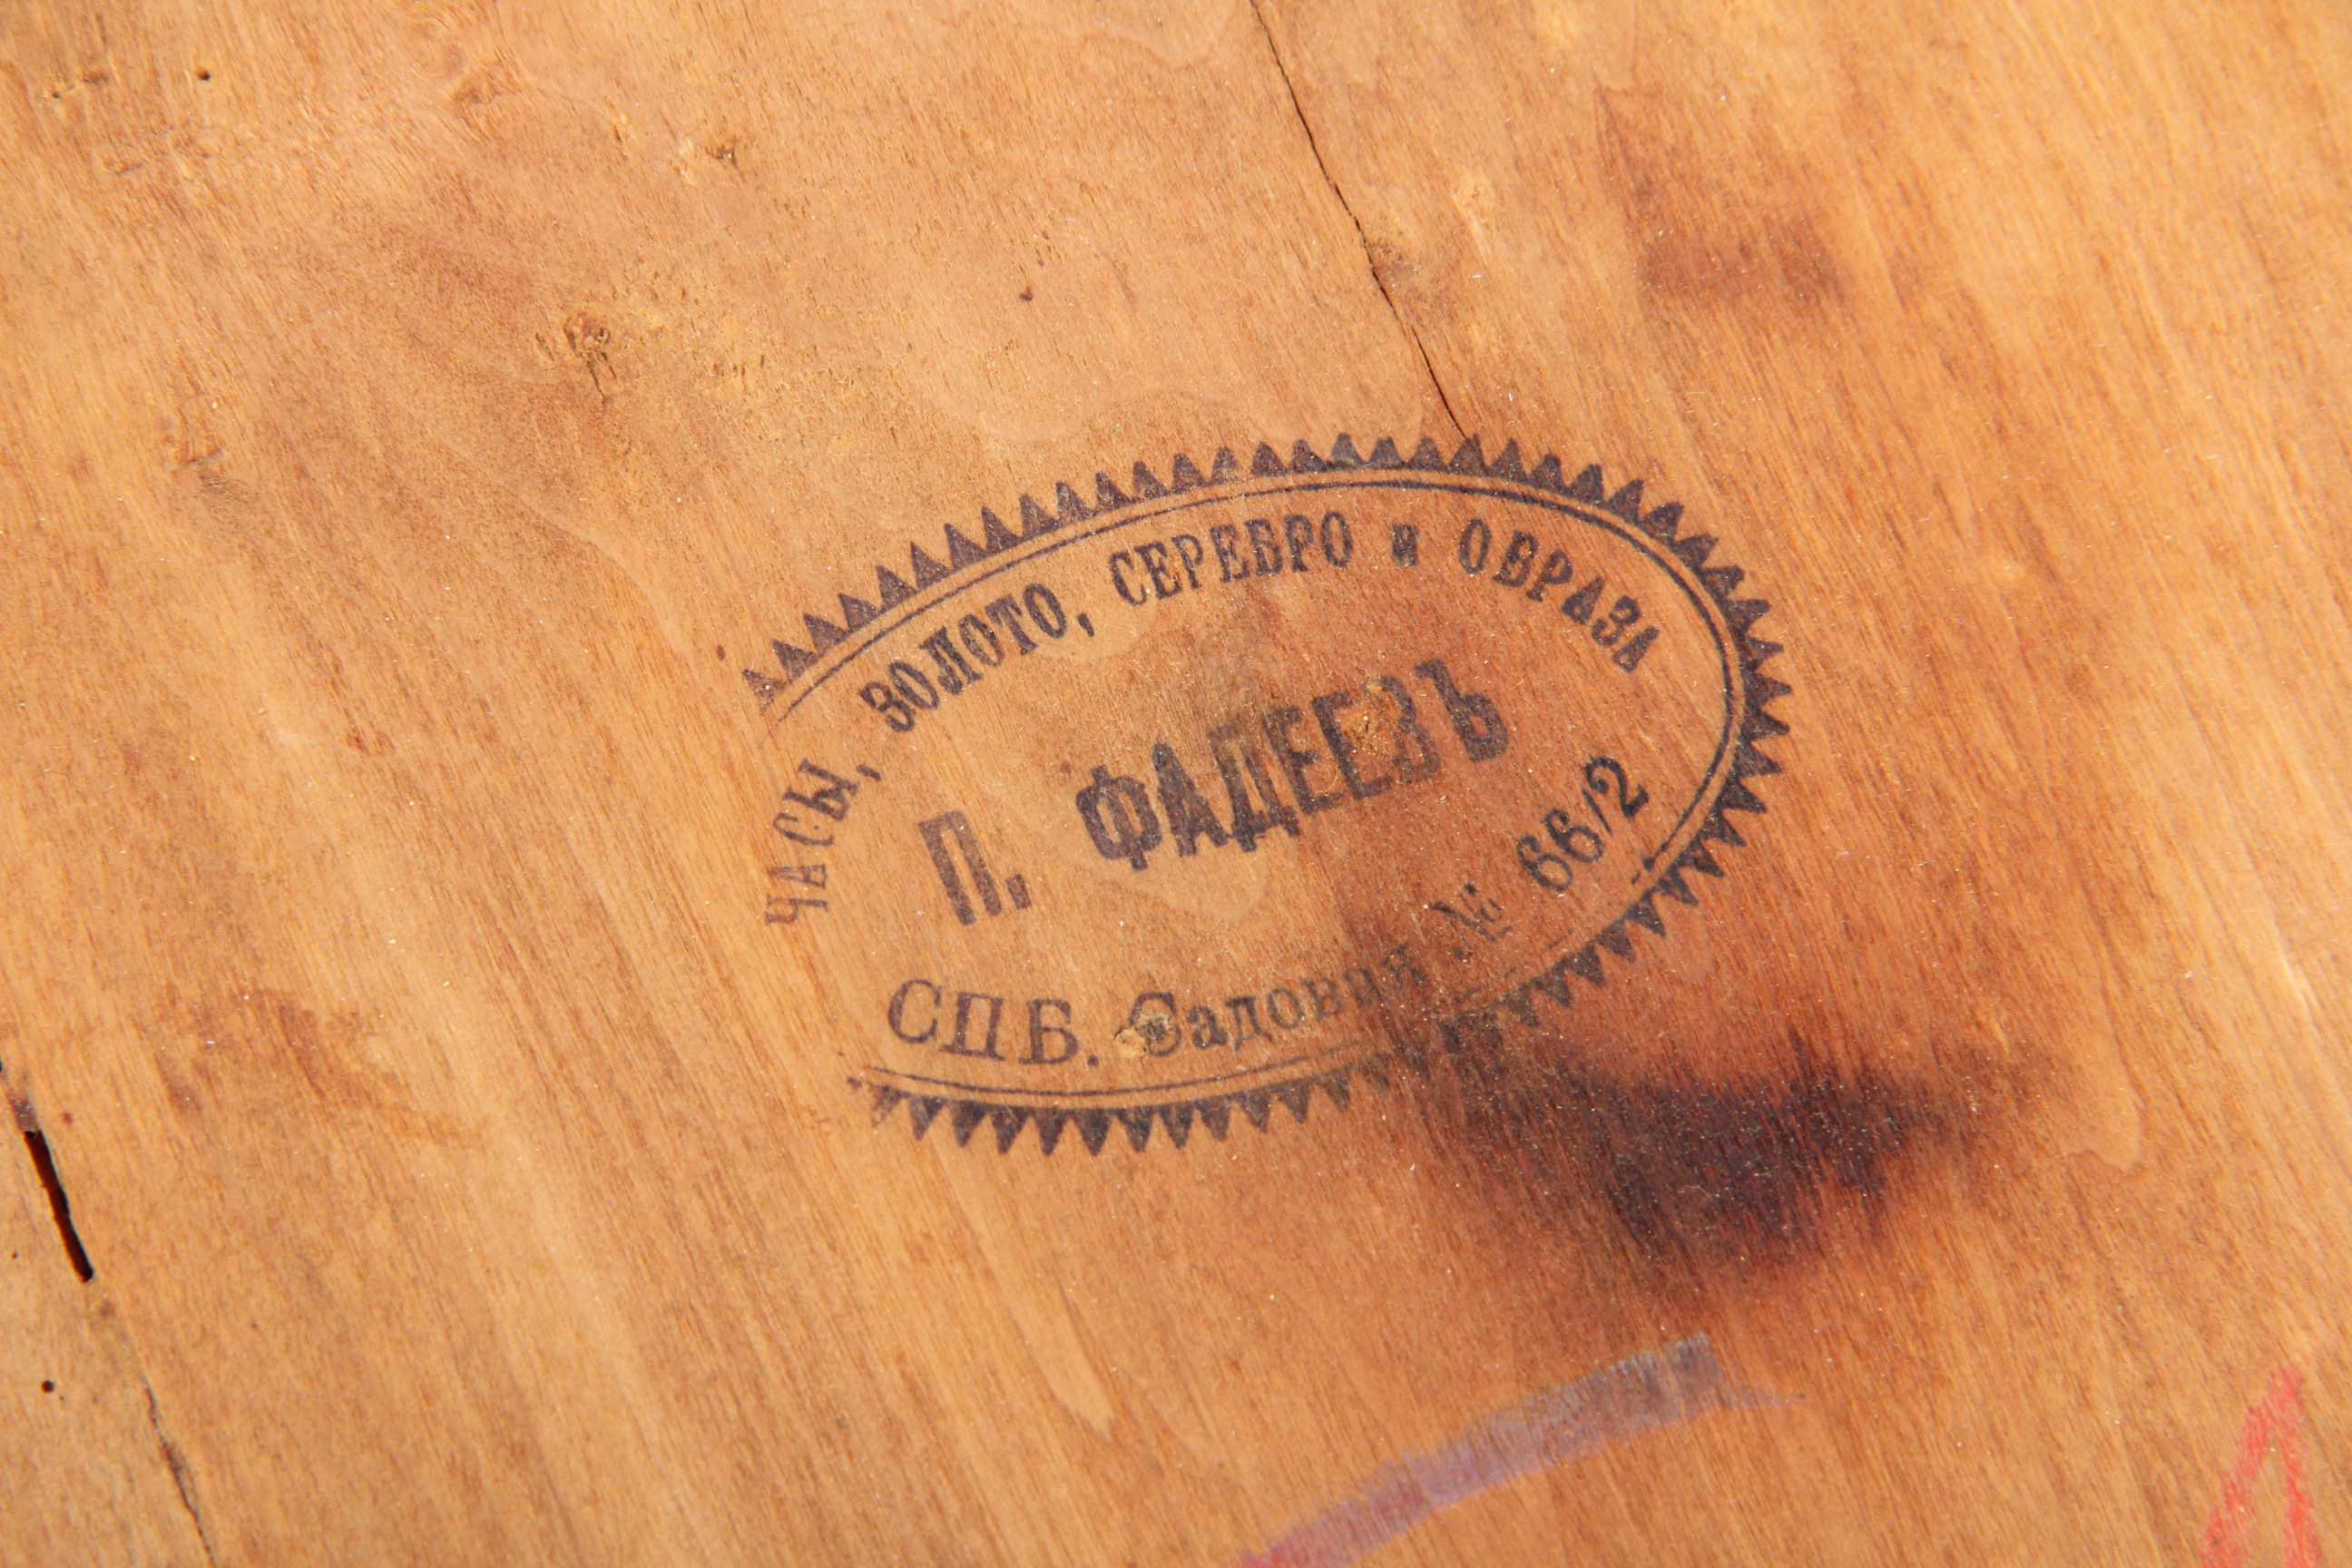 ЧАСЫ, ЗОЛОТО, СЕРЕБРО и ОБРАЗА
П. ФАДЕЕВЪ
СПБ. Садовая № 66/2